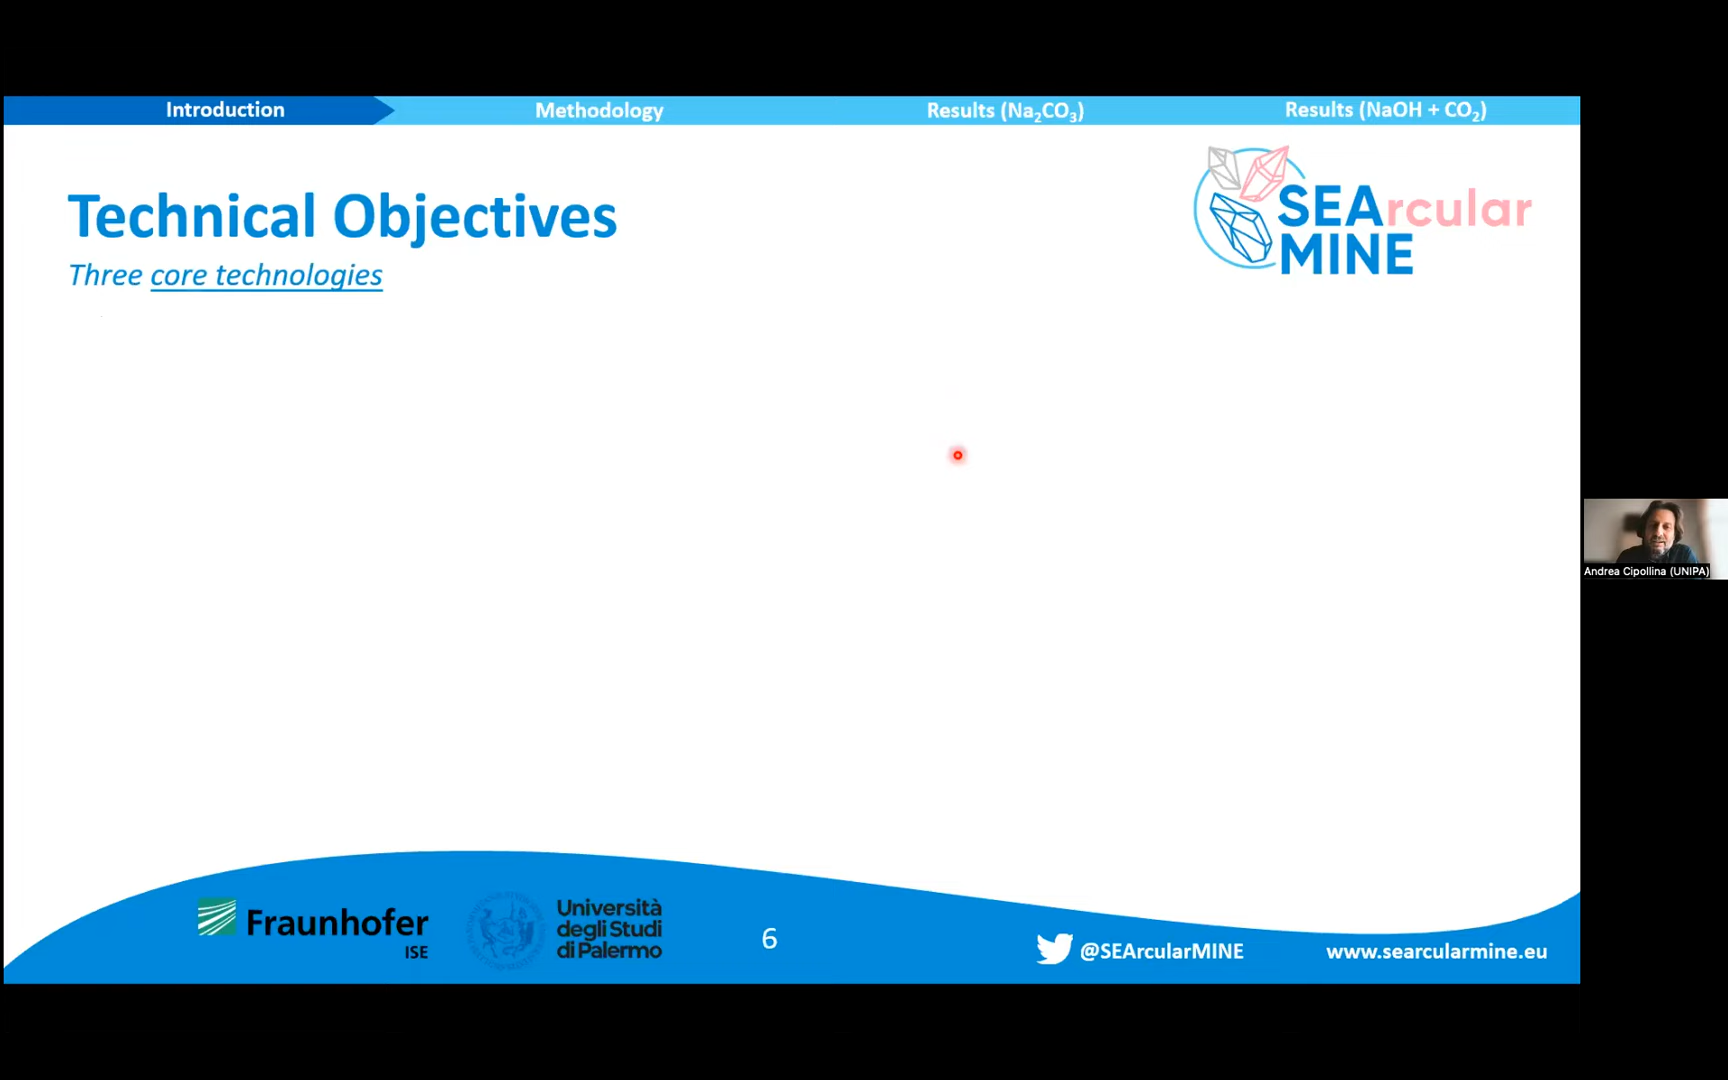 Introduction
Methodology
Results (Na₂CO₃)
Results (NaOH + CO₂)
Technical Objectives
Three core technologies
SEArcular
MINE
Andrea Cipollina (UNIPA)
Fraunhofer
ISE
Università
degli Studi
di Palermo
6
@SEArcularMINE
www.searcularmine.eu